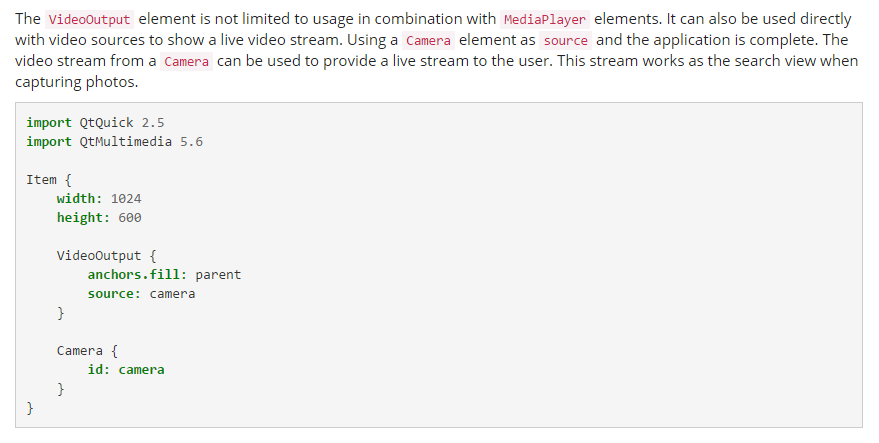 The VideoOutput element is not limited to usage in combination with MediaPlayer elements. It can also be used directly
with video sources to show a live video stream. Using a Camera element as source and the application is complete. The
video stream from a Camera can be used to provide a live stream to the user. This stream works as the search view when
capturing photos.
import QtQuick 2.5
import QtMultimedia 5.6
Item {
    width: 1024
    height: 600
    VideoOutput {
        anchors.fill: parent
        source: camera
    }
    Camera {
        id: camera
    }
}